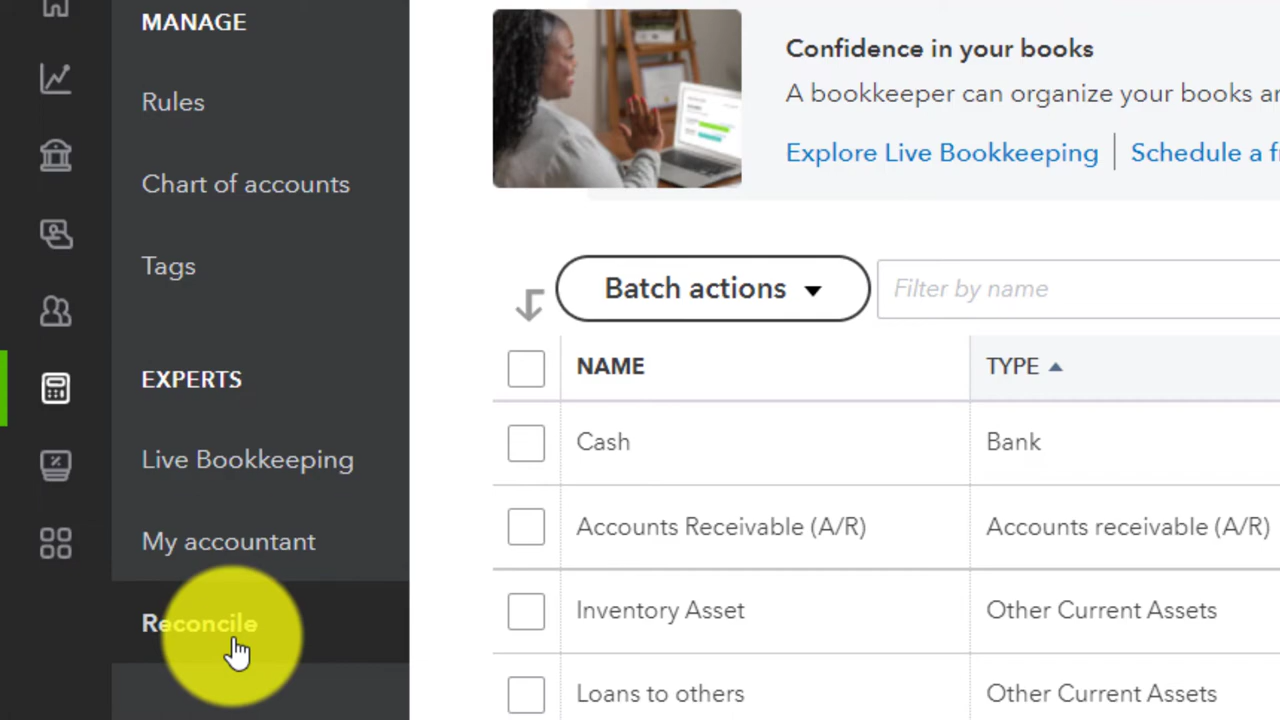 MANAGE
Rules
Chart of accounts
Tags
EXPERTS
Live Bookkeeping
My accountant
Reconcile
Confidence in your books
A bookkeeper can organize your books
Explore Live Bookkeeping | Schedule a
Batch actions
Filter by name
NAME TYPE
Cash Bank
Accounts Receivable (A/R) Accounts receivable (A/R)
Inventory Asset Other Current Assets
Loans to others Other Current Assets